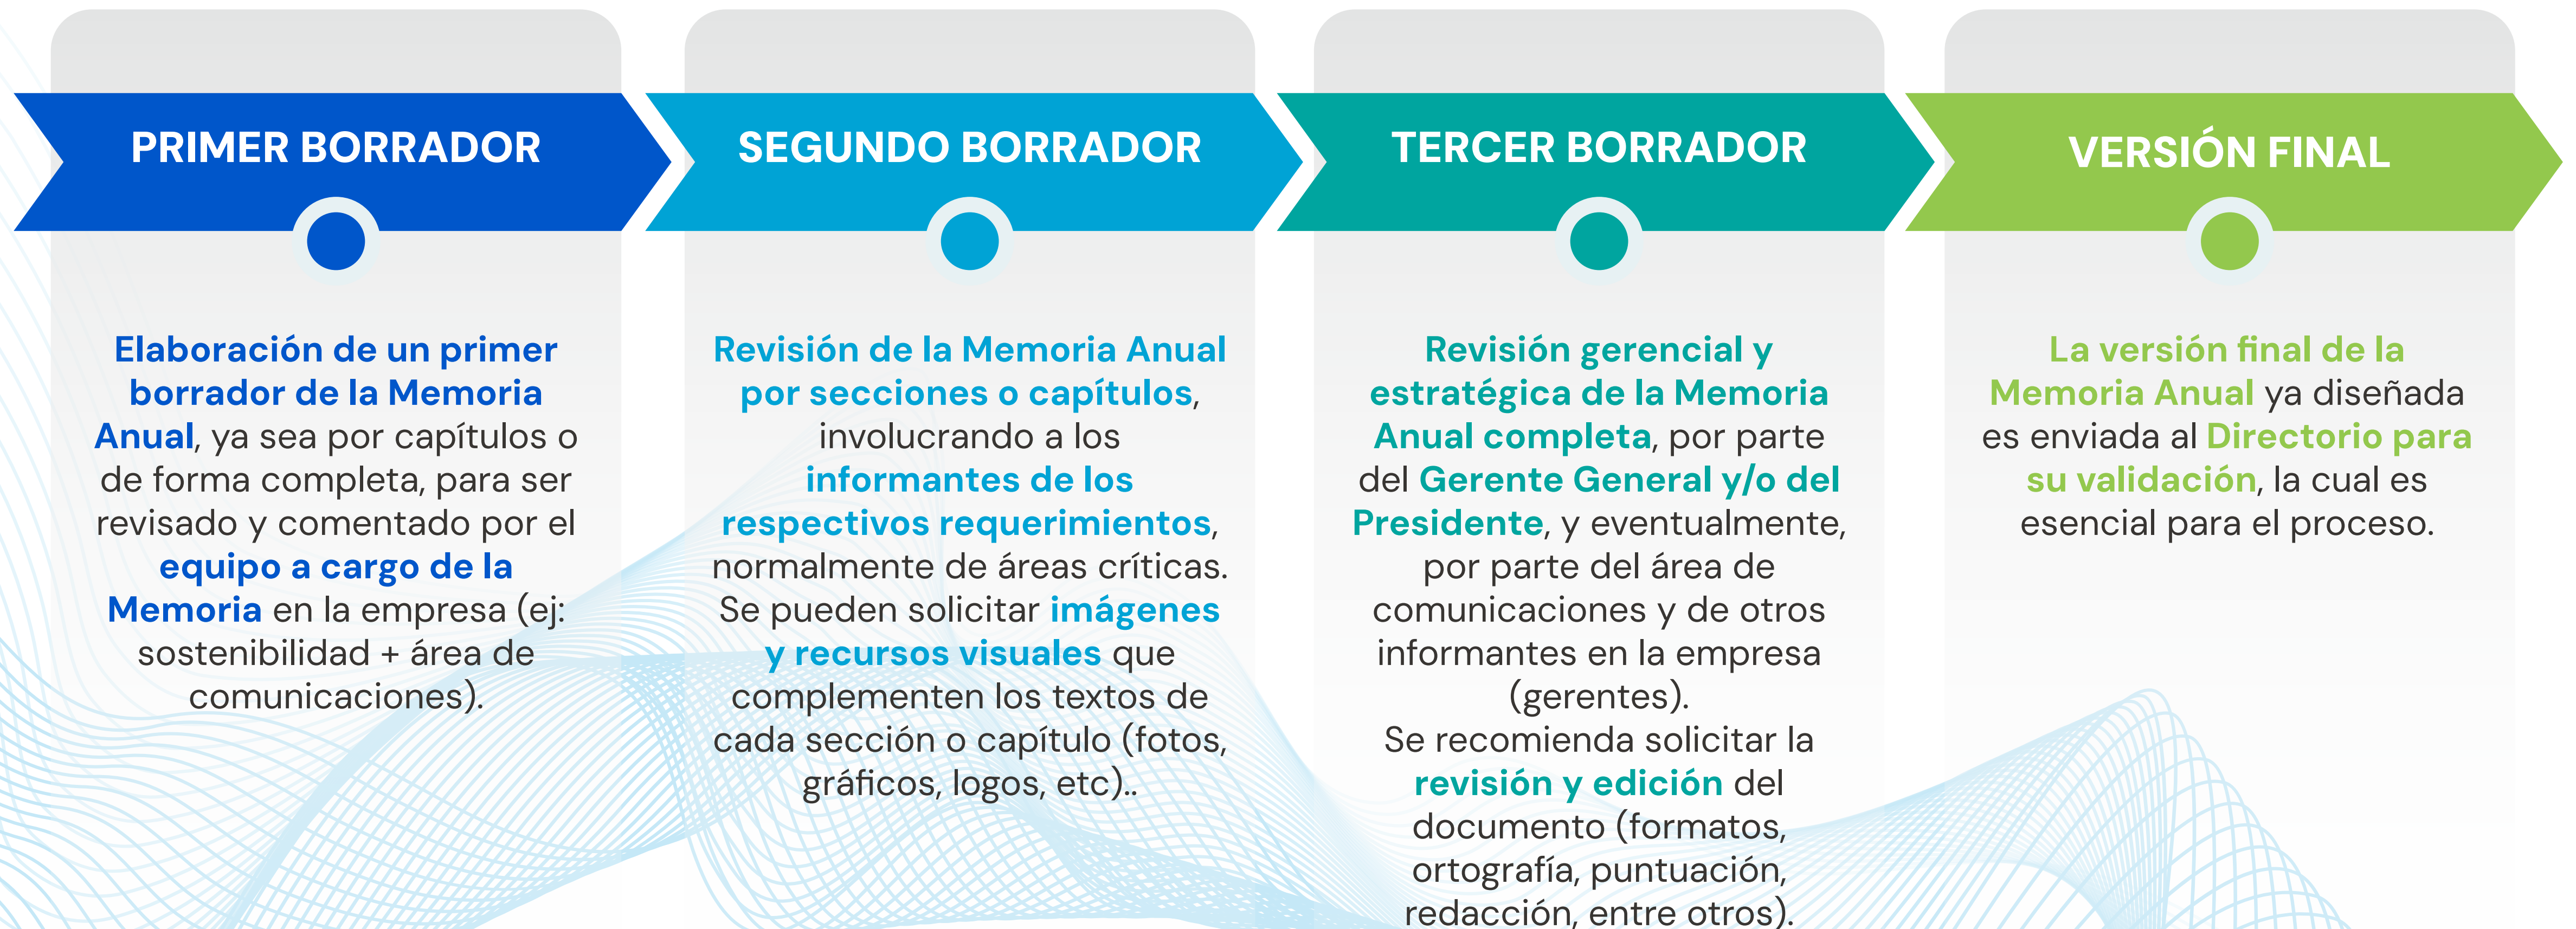 PRIMER BORRADOR
Elaboración de un primer
borrador de la Memoria
Anual, ya sea por capítulos o
de forma completa, para ser
revisado y comentado por el
equipo a cargo de la
Memoria en la empresa (ej:
sostenibilidad + área de
comunicaciones).
SEGUNDO BORRADOR
Revisión de la Memoria Anual
por secciones o capítulos,
involucrando a los
informantes de los
respectivos requerimientos,
normalmente de áreas críticas.
Se pueden solicitar imágenes
y recursos visuales que
complementen los textos de
cada sección o capítulo (fotos,
gráficos, logos, etc)..
TERCER BORRADOR
Revisión gerencial y
estratégica de la Memoria
Anual completa, por parte
del Gerente General y/o del
Presidente, y eventualmente,
por parte del área de
comunicaciones y de otros
informantes en la empresa
(gerentes).
Se recomienda solicitar la
revisión y edición del
documento (formatos,
ortografía, puntuación,
redacción, entre otros).
VERSIÓN FINAL
La versión final de la
Memoria Anual ya diseñada
es enviada al Directorio para
su validación, la cual es
esencial para el proceso.